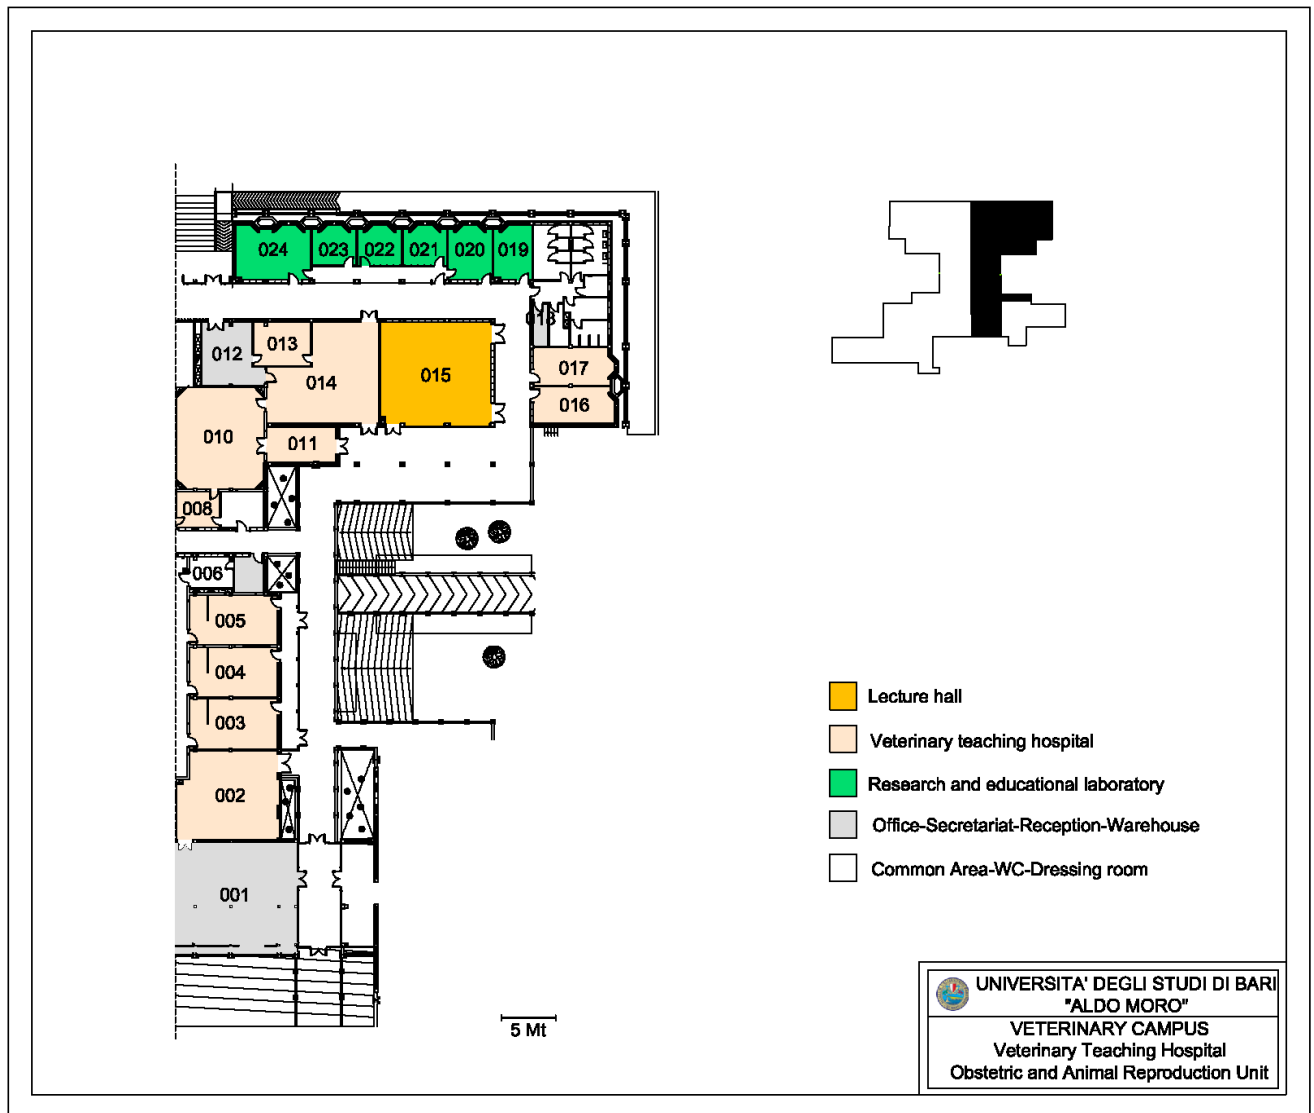 024
023
022
021
020
019
018
012
013
014
015
017
016
010
011
008
006
005
004
003
002
001
5 Mt
Lecture hall
Veterinary teaching hospital
Research and educational laboratory
Office-Secretariat-Reception-Warehouse
Common Area-WC-Dressing room
UNIVERSITA' DEGLI STUDI DI BARI
"ALDO MORO"
VETERINARY CAMPUS
Veterinary Teaching Hospital
Obstetric and Animal Reproduction Unit